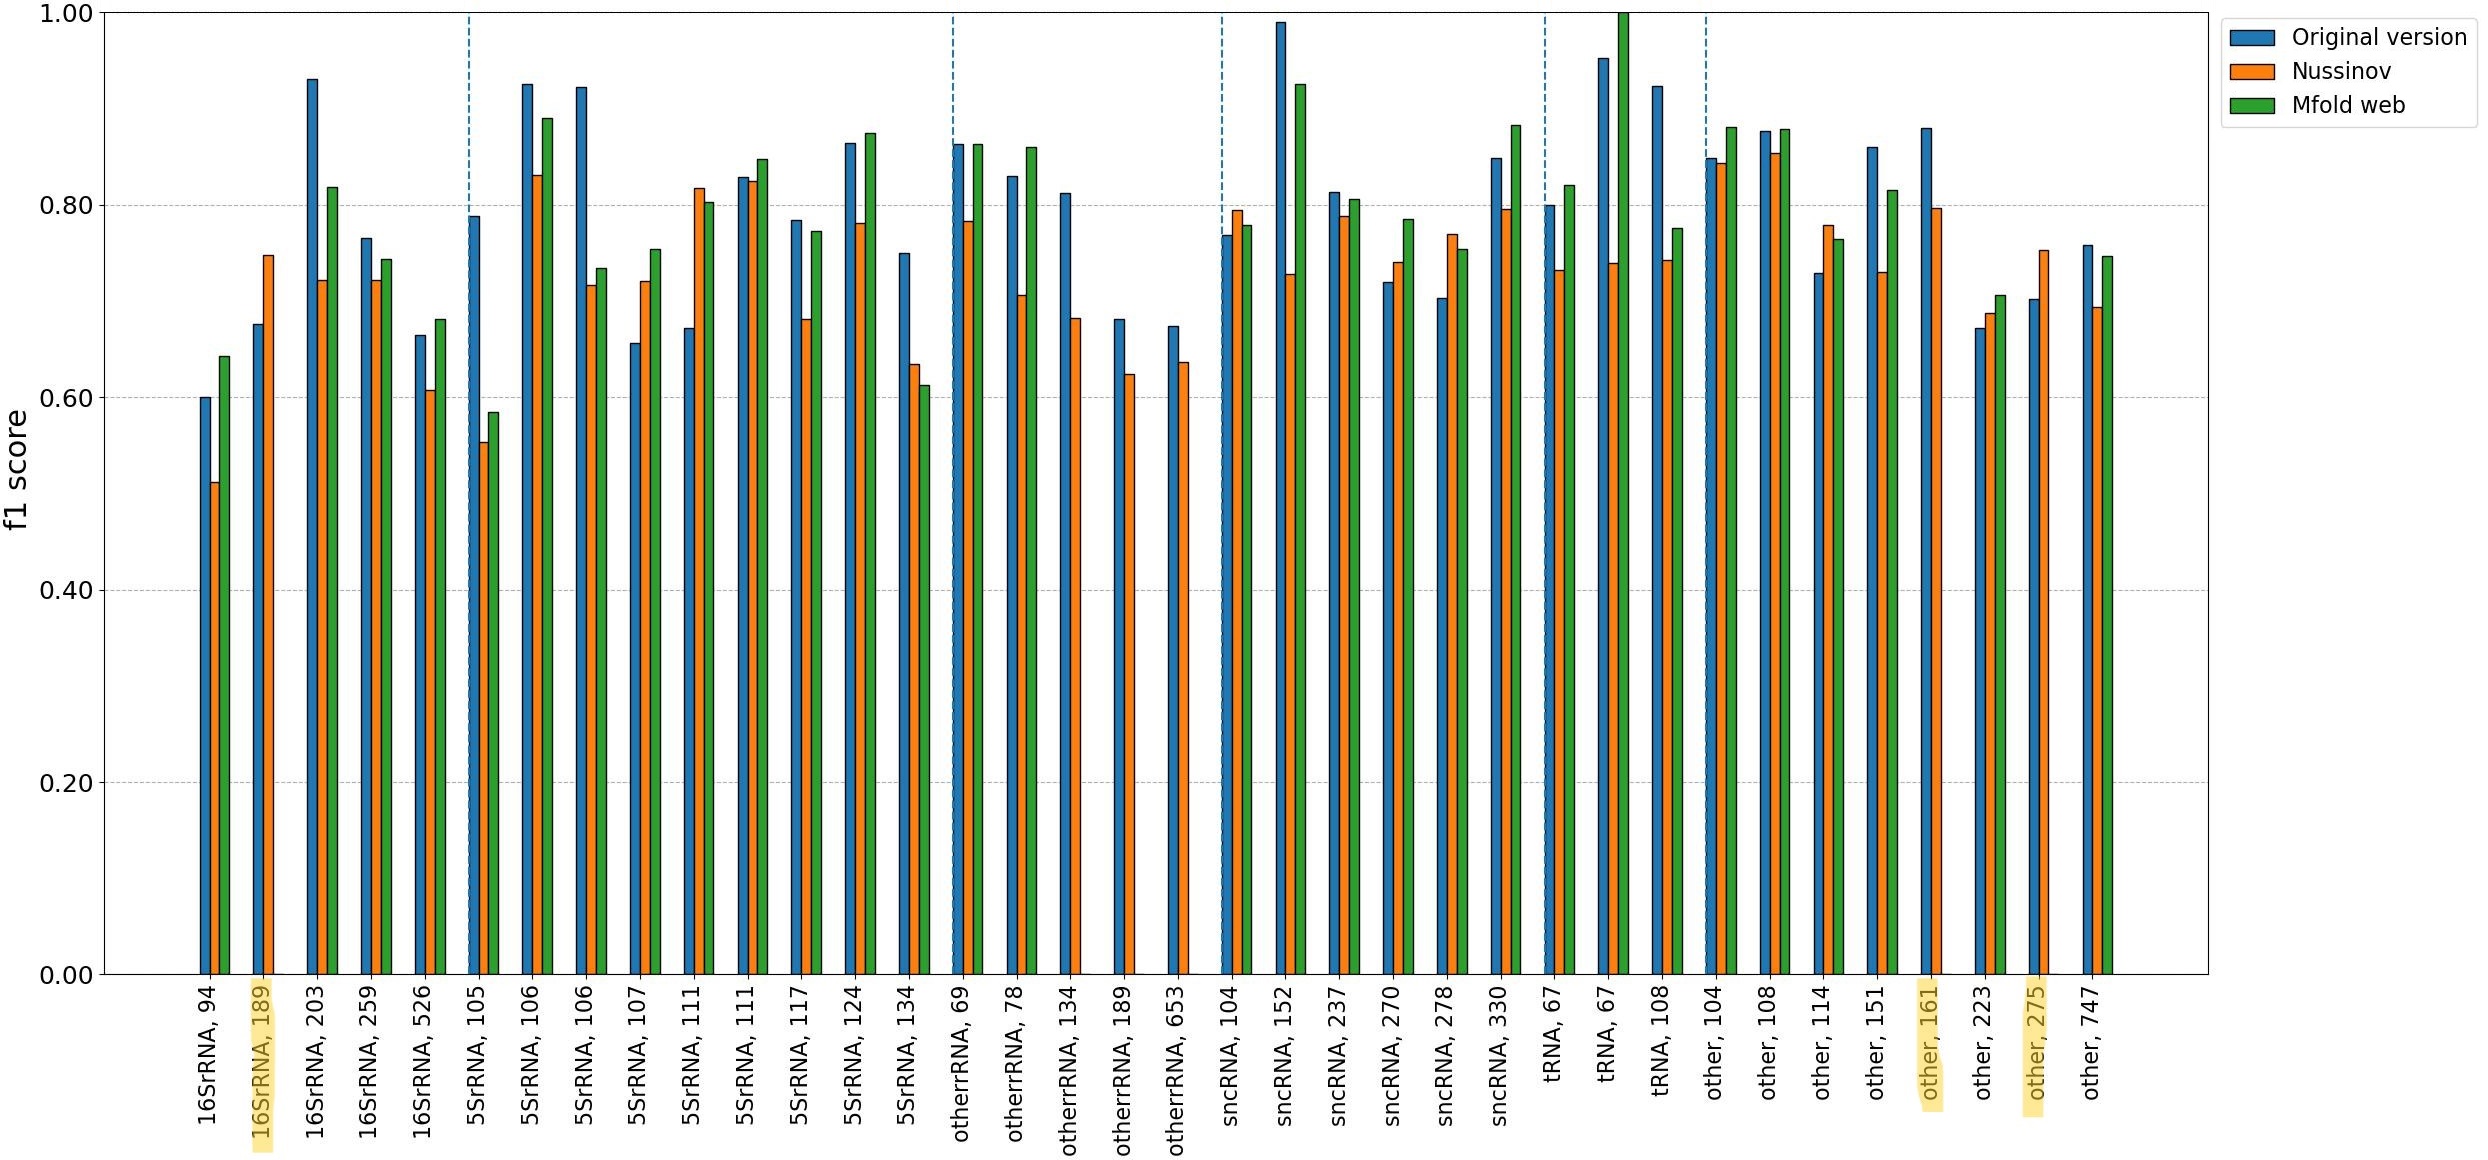 1.00
0.80
0.60
0.40
0.20
0.00
f1 score
Original version
Nussinov
Mfold web
16SrRNA, 94
16SrRNA, 189
16SrRNA, 203
16SrRNA, 259
16SrRNA, 526
5SrRNA, 105
5SrRNA, 106
5SrRNA, 106
5SrRNA, 107
5SrRNA, 111
5SrRNA, 111
5SrRNA, 117
5SrRNA, 124
5SrRNA, 134
otherrRNA, 69
otherrRNA, 78
otherrRNA, 134
otherrRNA, 189
otherrRNA, 653
sncRNA, 104
sncRNA, 152
sncRNA, 237
sncRNA, 270
sncRNA, 278
sncRNA, 330
tRNA, 67
tRNA, 67
tRNA, 108
other, 104
other, 108
other, 114
other, 151
other, 161
other, 223
other, 275
other, 747